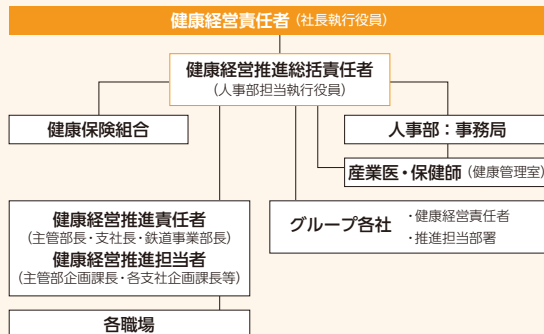 健康経営責任者（社長執行役員）
健康経営推進総括責任者
（人事部担当執行役員）
健康保険組合
人事部：事務局
産業医・保健師（健康管理室）
健康経営推進責任者
（主管部長・支社長・鉄道事業部長）
健康経営推進担当者
（主管部企画課長・各支社企画課長等）
グループ各社
・健康経営責任者
・推進担当部署
各職場